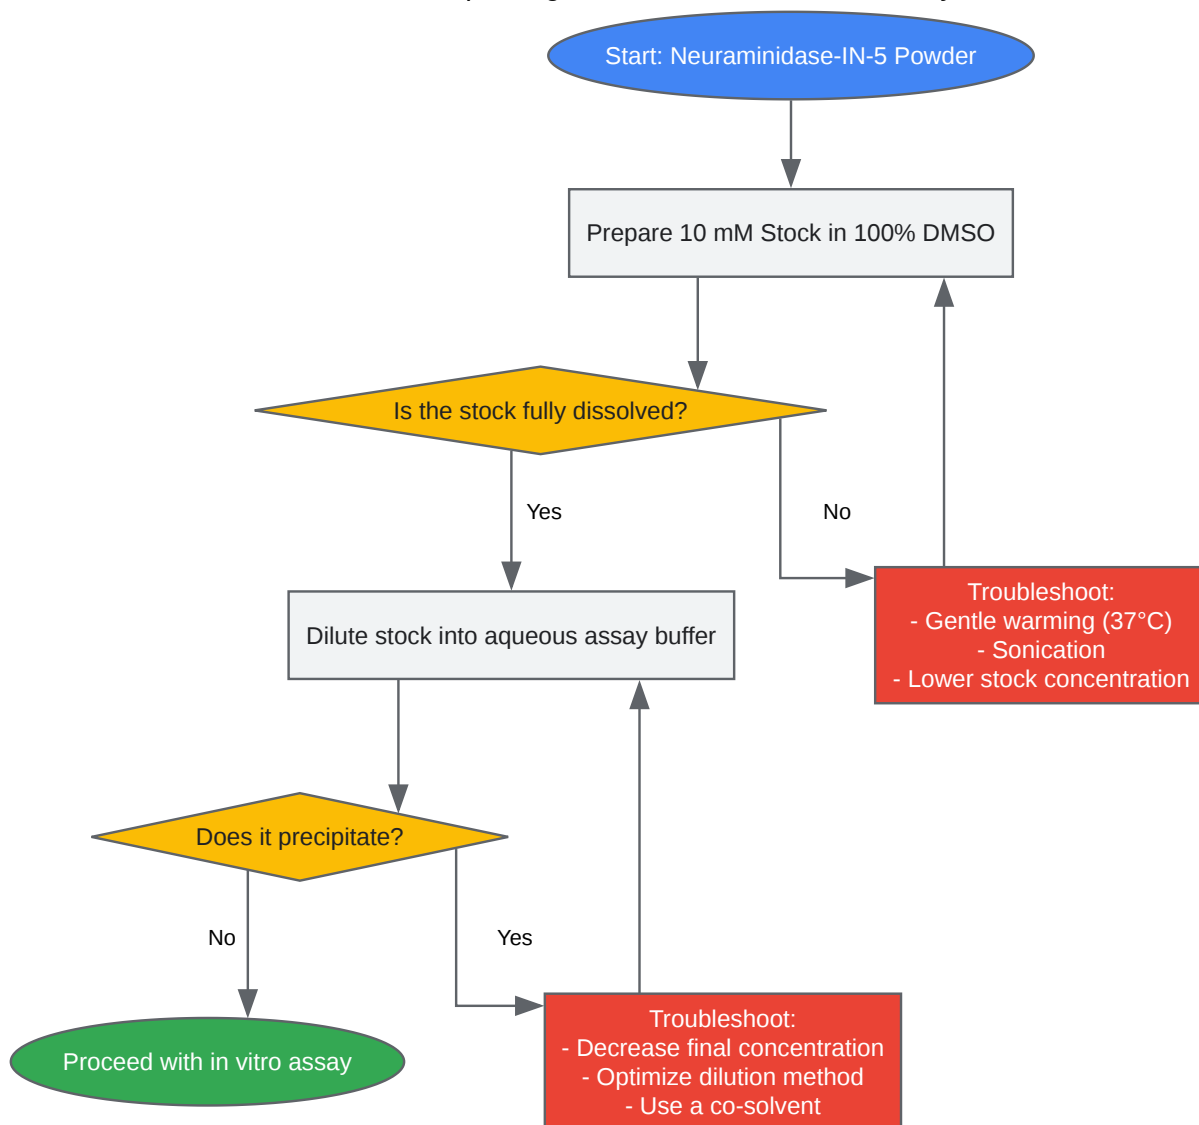 Start: Neuraminidase-IN-5 Powder
Prepare 10 mM Stock in 100% DMSO
Is the stock fully dissolved?
Yes
No
Troubleshoot:
- Gentle warming (37°C)
- Sonication
- Lower stock concentration
Dilute stock into aqueous assay buffer
Does it precipitate?
No
Yes
Troubleshoot:
- Decrease final concentration
- Optimize dilution method
- Use a co-solvent
Proceed with in vitro assay